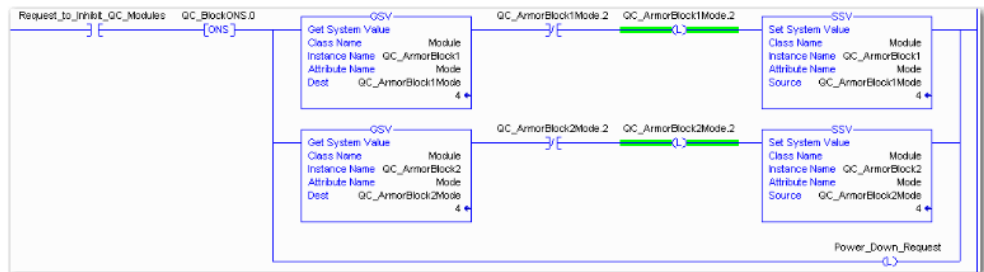 Request_to_Inhibit_QC_Modules QC_BlockONS.0 GSV QC_ArmorBlock1Mode.2 QC_ArmorBlock1Mode.2 SSV
ONS Get System Value L Set System Value
Class Name Module Class Name Module
Instance Name QC_ArmorBlock1 Instance Name QC_ArmorBlock1
Attribute Name Mode Attribute Name Mode
Dest QC_ArmorBlock1Mode Source QC_ArmorBlock1Mode
4 4
GSV QC_ArmorBlock2Mode.2 QC_ArmorBlock2Mode.2 SSV
Get System Value L Set System Value
Class Name Module Class Name Module
Instance Name QC_ArmorBlock2 Instance Name QC_ArmorBlock2
Attribute Name Mode Attribute Name Mode
Dest QC_ArmorBlock2Mode Source QC_ArmorBlock2Mode
4 4
Power_Down_Request
L